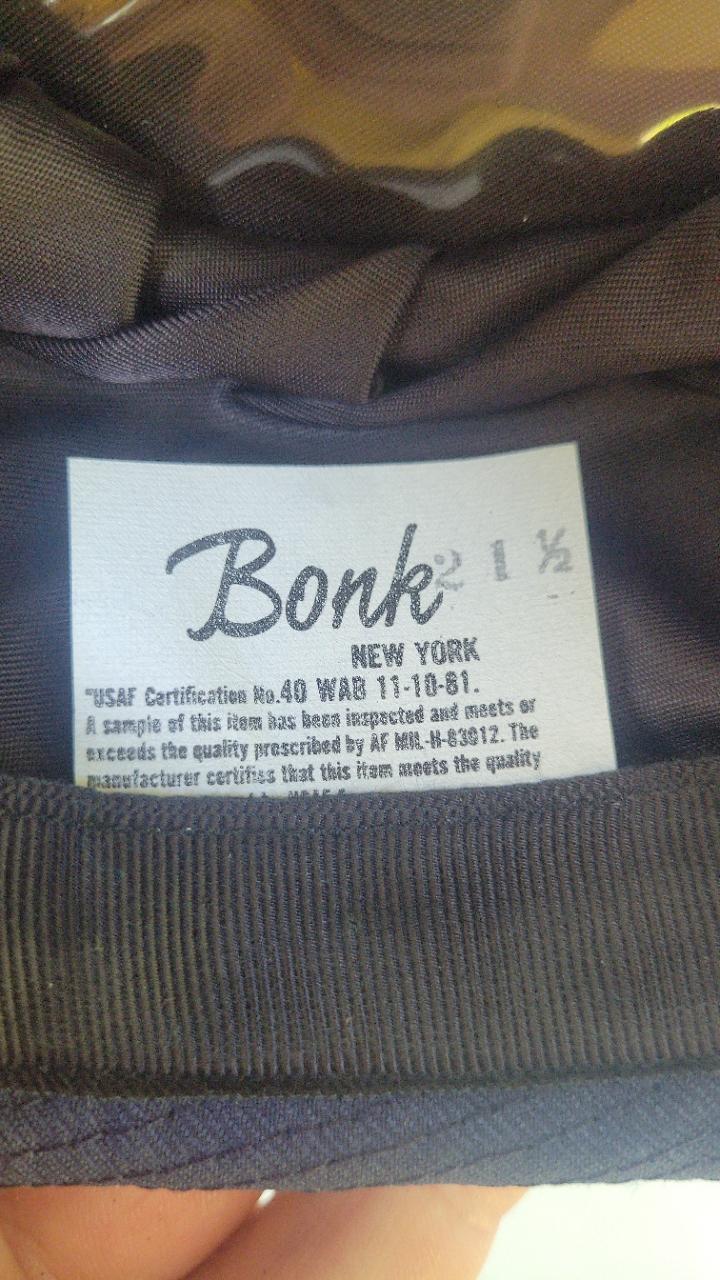 Bonk 21 ½
NEW YORK
"USAF Certification No.40 WAB 11-10-81.
A sample of this item has been inspected and meets or
exceeds the quality prescribed by AF MIL-H-83912. The
manufacturer certifies that this item meets the quality